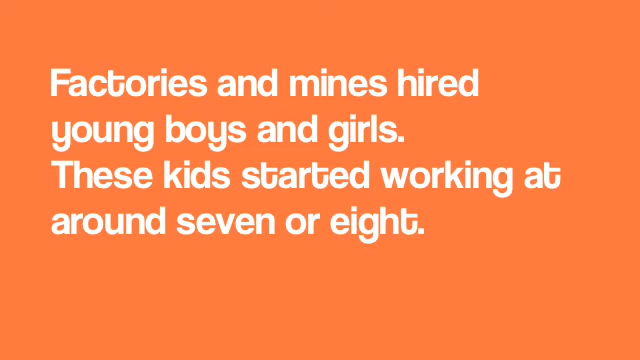 Factories and mines hired
young boys and girls.
These kids started working at
around seven or eight.